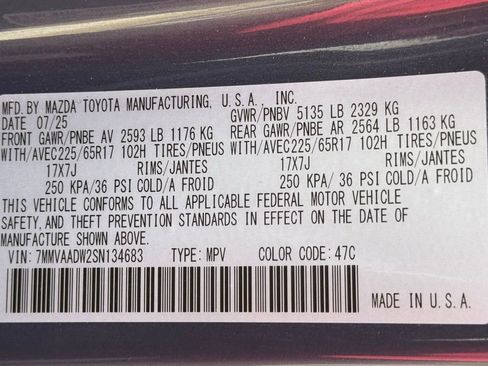 MFD.BY MAZDA TOYOTA MANUFACTURING, U.S.A., INC.
DATE 07/25 GVWR/PNBV 5135 LB 2329 KG
FRONT GAWR/PNBE AV 2593 LB 1176 KG REAR GAWR/PNBE AR 2564 LB 1163 KG
WITH/AVEC225/65R17 102H TIRES/PNEUS WITH/AVEC225/65R17 102H TIRES/PNEUS
17X7J RIMS/JANTES 17X7J RIMS/JANTES
250 KPA/36 PSI COLD/A FROID 250 KPA/36 PSI COLD/A FROID
THIS VEHICLE CONFORMS TO ALL APPLICABLE FEDERAL MOTOR VEHICLE
SAFETY, AND THEFT PREVENTION STANDARDS IN EFFECT ON THE DATE OF
MANUFACTURE SHOWN ABOVE.
VIN: 7MMVAADW2SN134683 TYPE: MPV COLOR CODE: 47C
MADE IN U.S.A.